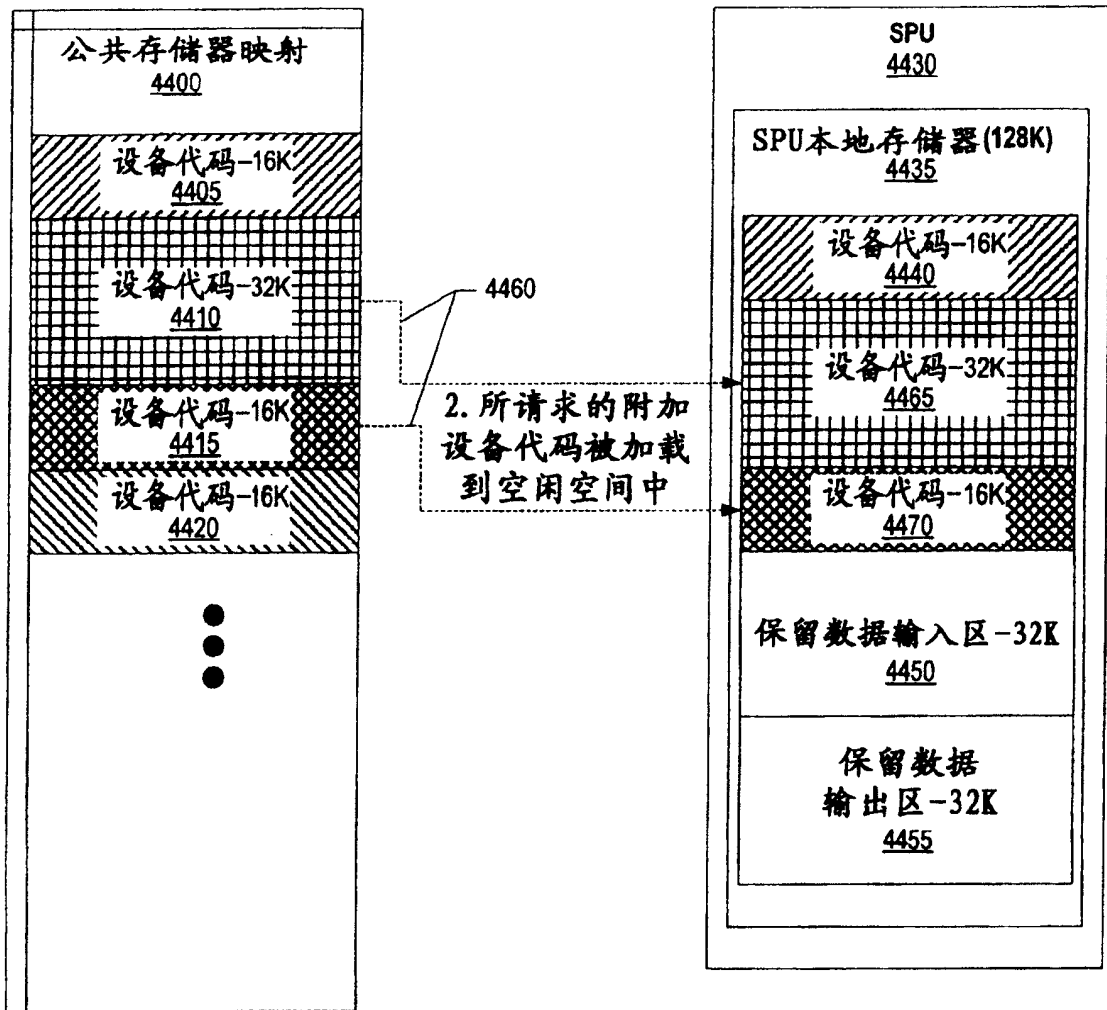 公共存储器映射
4400
设备代码-16K
4405
设备代码-32K
4410
设备代码-16K
4415
设备代码-16K
4420
4460
2.所请求的附加
设备代码被加载
到空闲空间中
SPU
4430
SPU本地存储器(128K)
4435
设备代码-16K
4440
设备代码-32K
4465
设备代码-16K
4470
保留数据输入区-32K
4450
保留数据
输出区-32K
4455